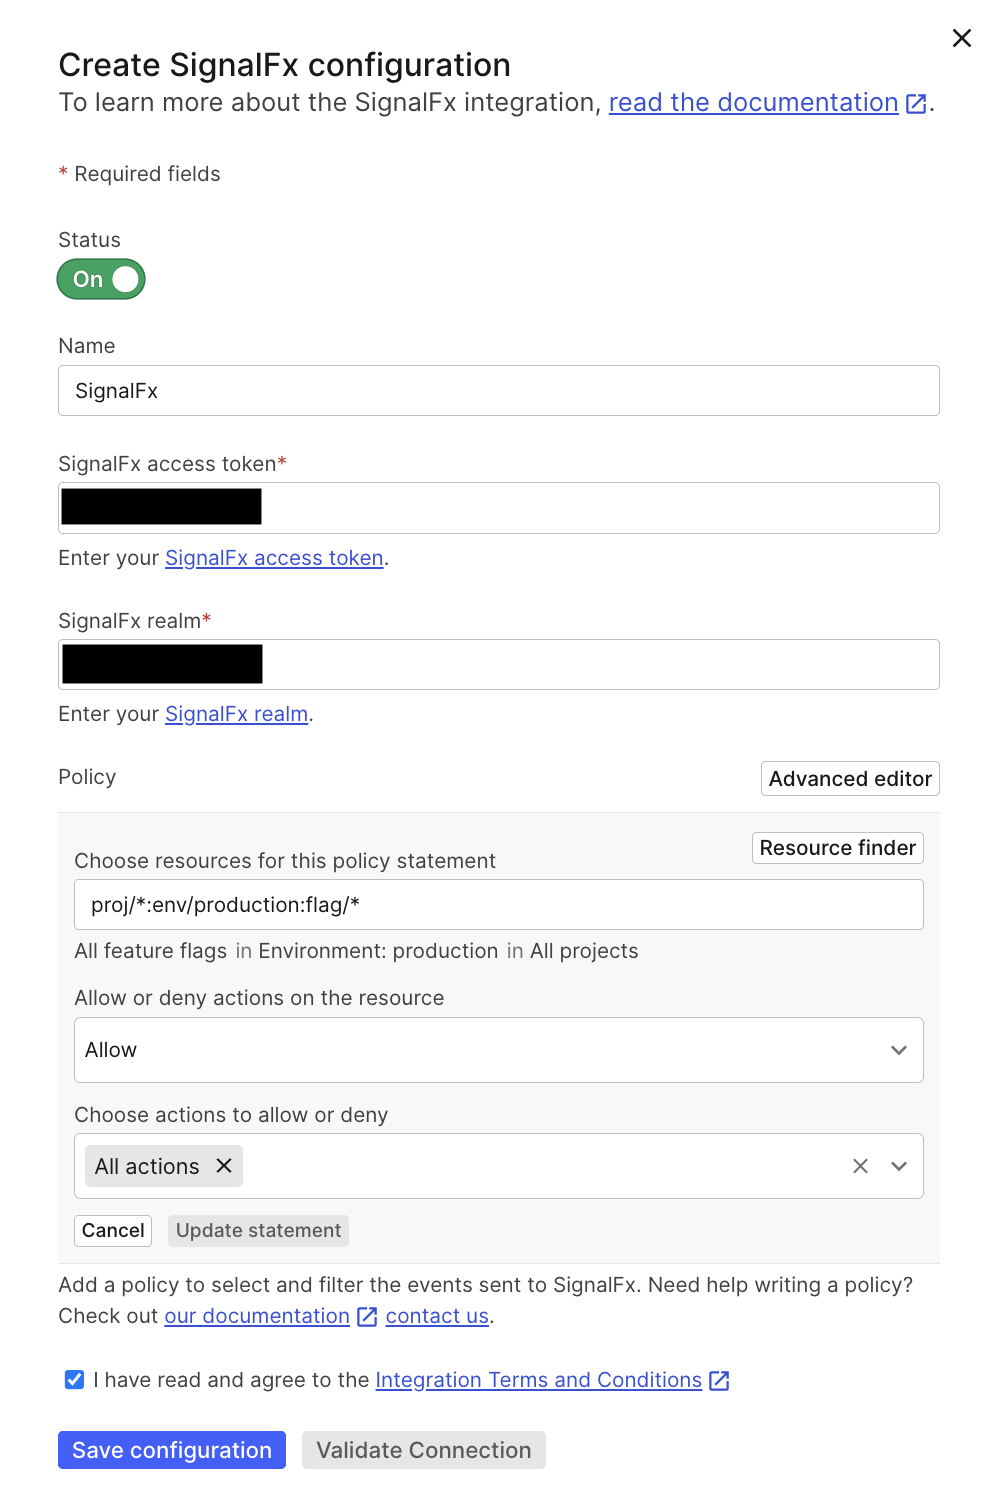 Create SignalFx configuration
To learn more about the SignalFx integration, read the documentation.
* Required fields
Status
On
Name
SignalFx
SignalFx access token*
Enter your SignalFx access token.
SignalFx realm*
Enter your SignalFx realm.
Policy
Advanced editor
Resource finder
Choose resources for this policy statement
proj/*:env/production:flag/*
All feature flags in Environment: production in All projects
Allow or deny actions on the resource
Allow
Choose actions to allow or deny
All actions
Cancel Update statement
Add a policy to select and filter the events sent to SignalFx. Need help writing a policy?
Check out our documentation contact us.
I have read and agree to the Integration Terms and Conditions
Save configuration Validate Connection